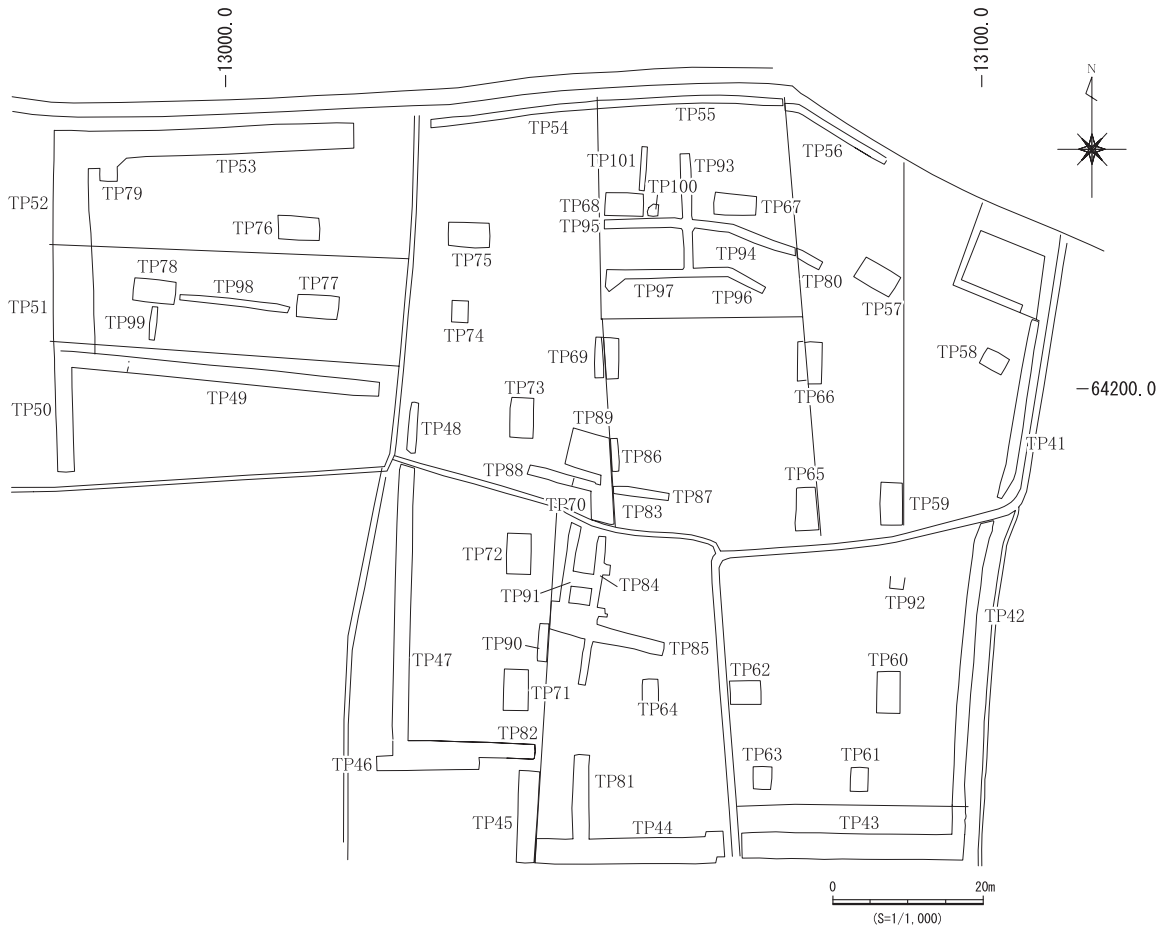 -13000.0
-13100.0
N
TP54
TP55
TP56
TP53
TP101
TP93
TP79
TP100
TP52
TP68
TP67
TP76
TP95
TP75
TP94
TP78
TP98
TP77
TP80
TP57
TP51
TP97
TP96
TP99
TP74
TP69
TP58
TP73
TP66
-64200.0
TP49
TP50
TP89
TP48
TP41
TP86
TP88
TP65
TP70
TP87
TP83
TP59
TP72
TP84
TP91
TP92
TP42
TP90
TP85
TP47
TP62
TP60
TP71
TP64
TP82
TP63
TP61
TP46
TP81
TP45
TP44
TP43
0 20m
(S=1/1,000)